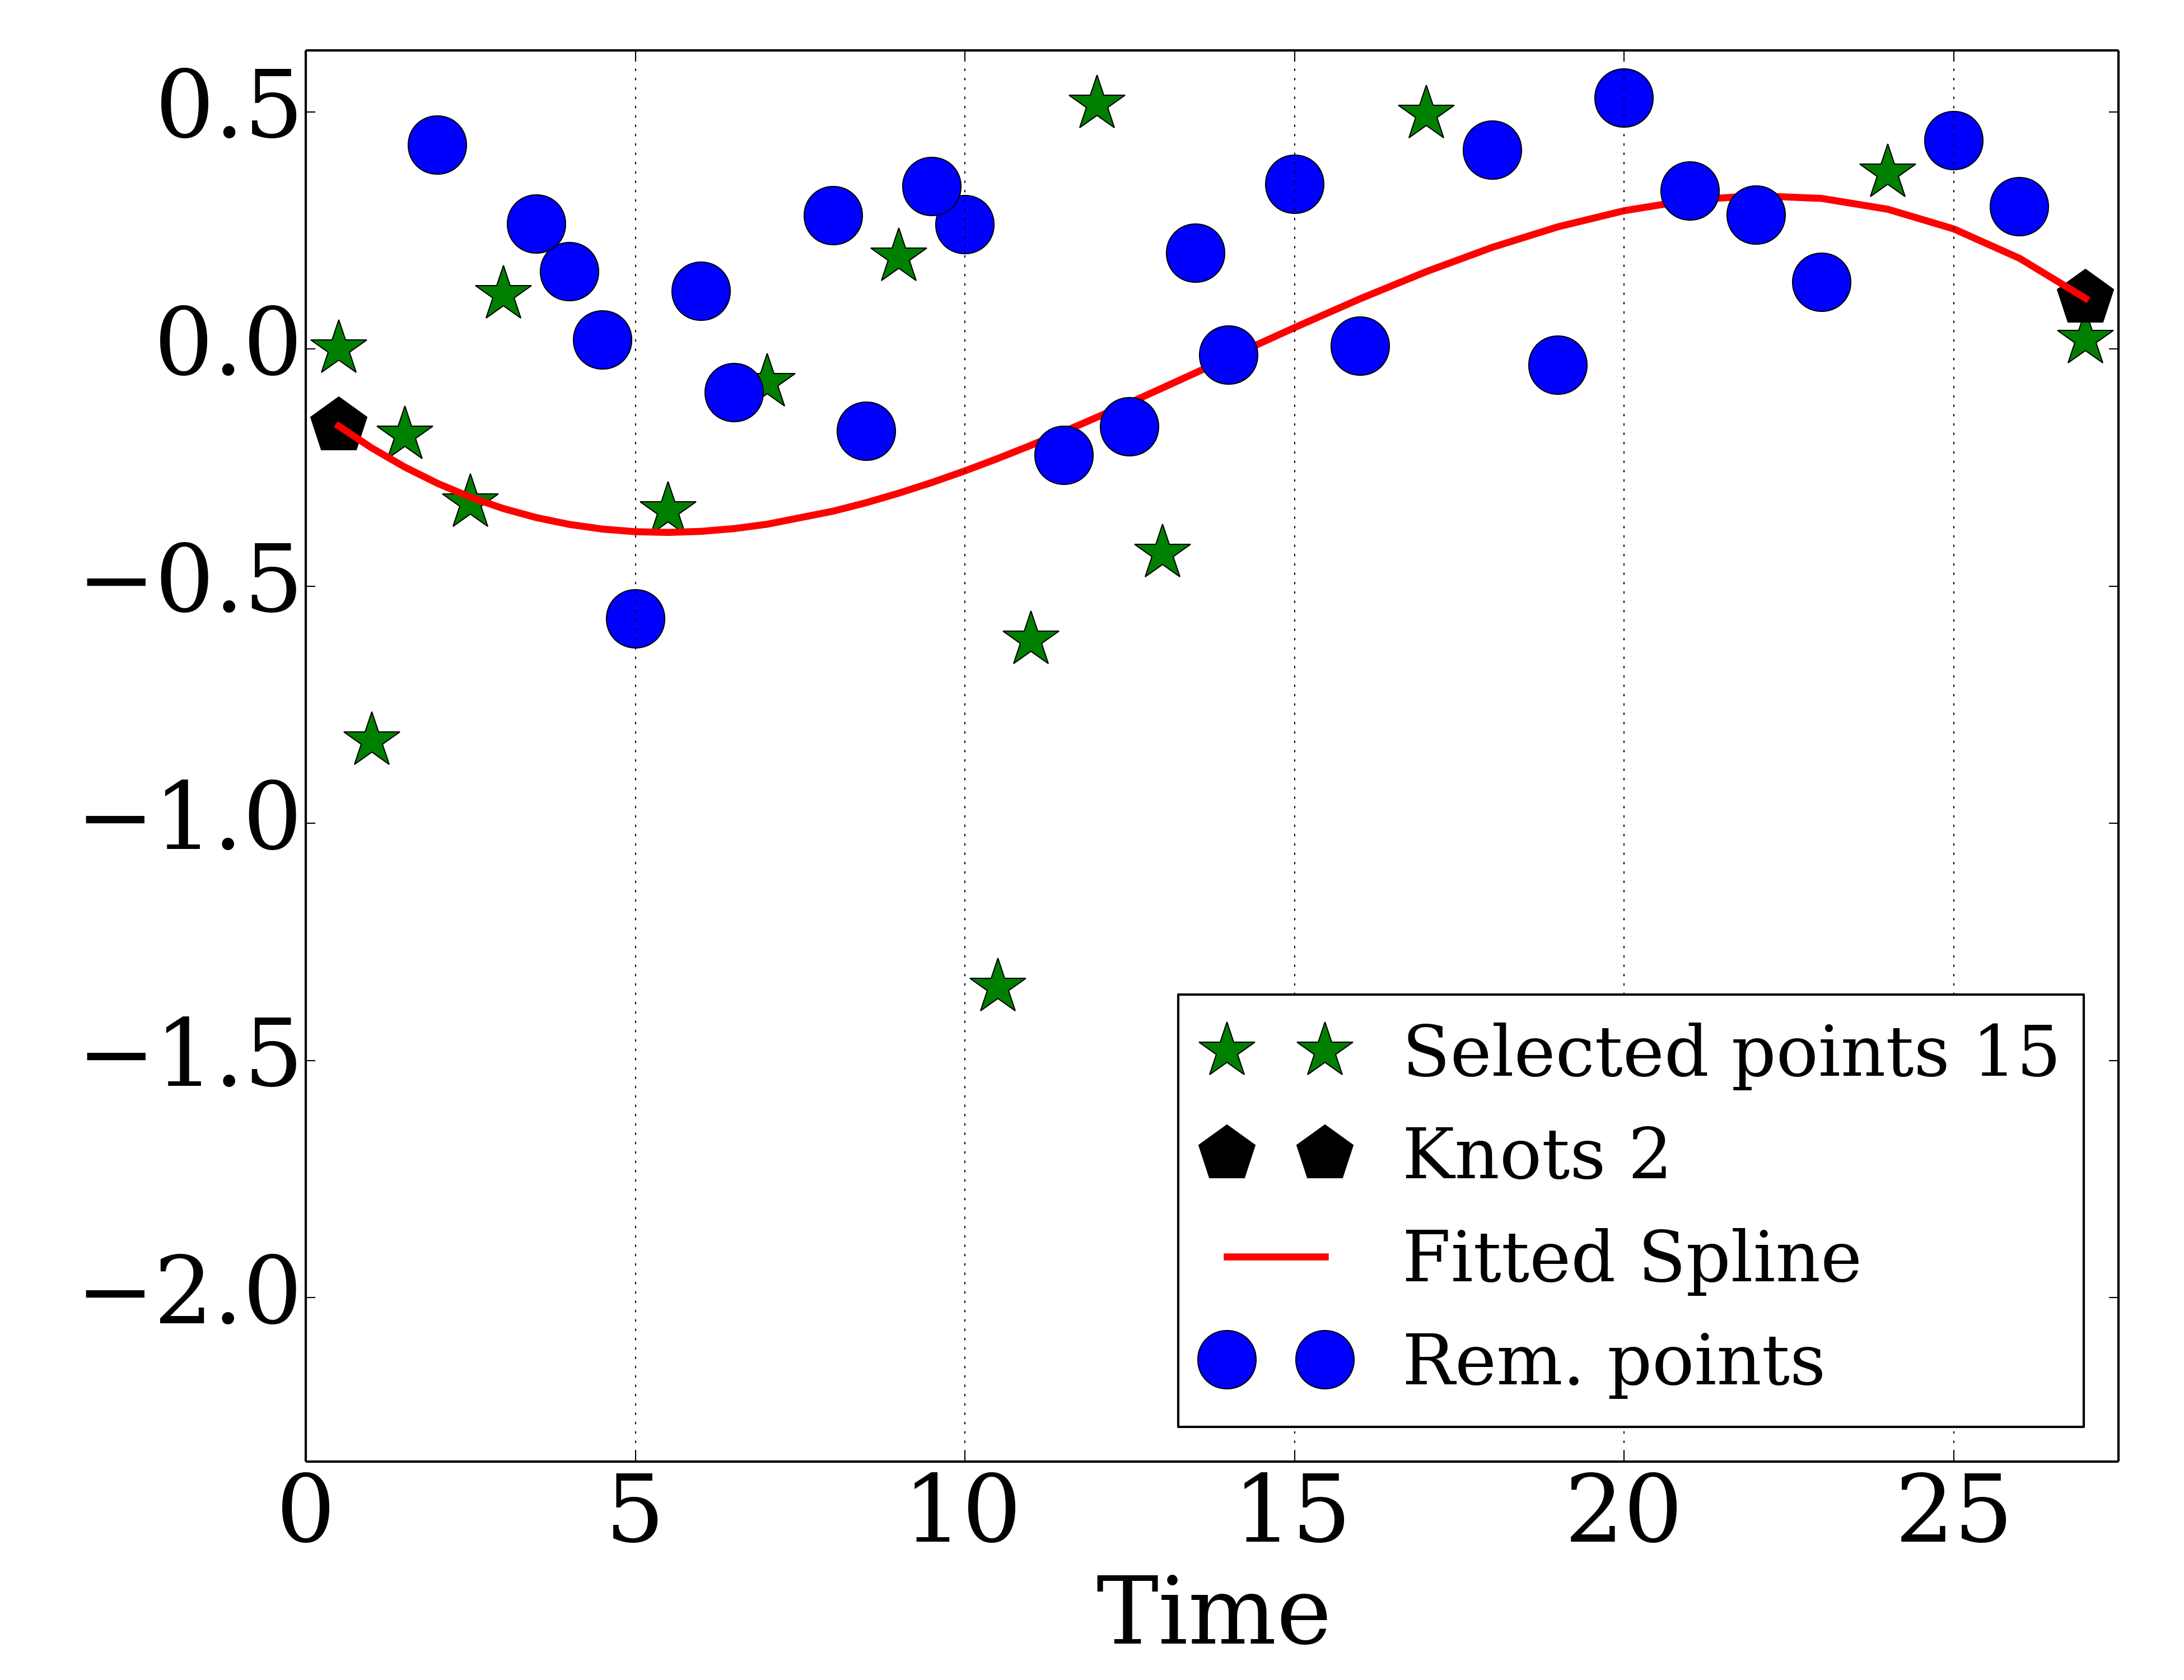 0.5
0.0
−0.5
−1.0
−1.5
−2.0
Selected points 15
Knots 2
Fitted Spline
Rem. points
0 5 10 15 20 25
Time